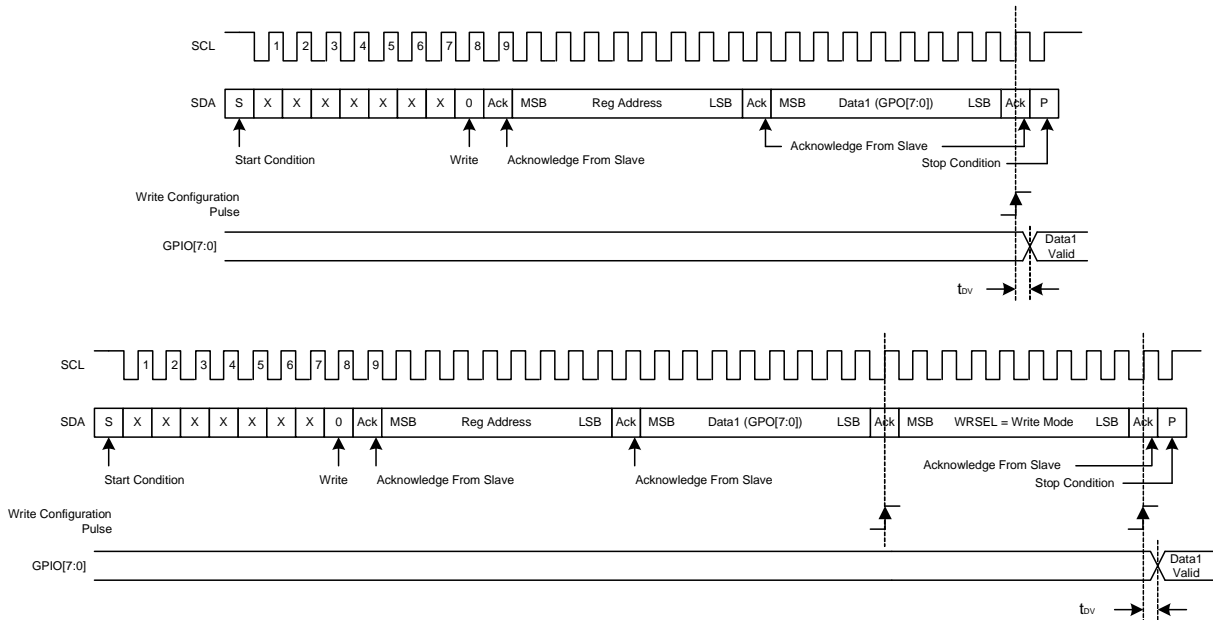 SCL 1 2 3 4 5 6 7 8 9
SDA S X X X X X X X 0 Ack MSB Reg Address LSB Ack MSB Data1 (GPO[7:0]) LSB Ack P
Start Condition Write Acknowledge From Slave Acknowledge From Slave
Stop Condition
Write Configuration
Pulse
GPIO[7:0] Data1
Valid
tDV
SCL 1 2 3 4 5 6 7 8 9
SDA S X X X X X X X 0 Ack MSB Reg Address LSB Ack MSB Data1 (GPO[7:0]) LSB Ack MSB WRSEL = Write Mode LSB Ack P
Acknowledge From Slave
Start Condition Write Acknowledge From Slave Acknowledge From Slave Stop Condition
Write Configuration
Pulse
GPIO[7:0] Data1
Valid
tDV